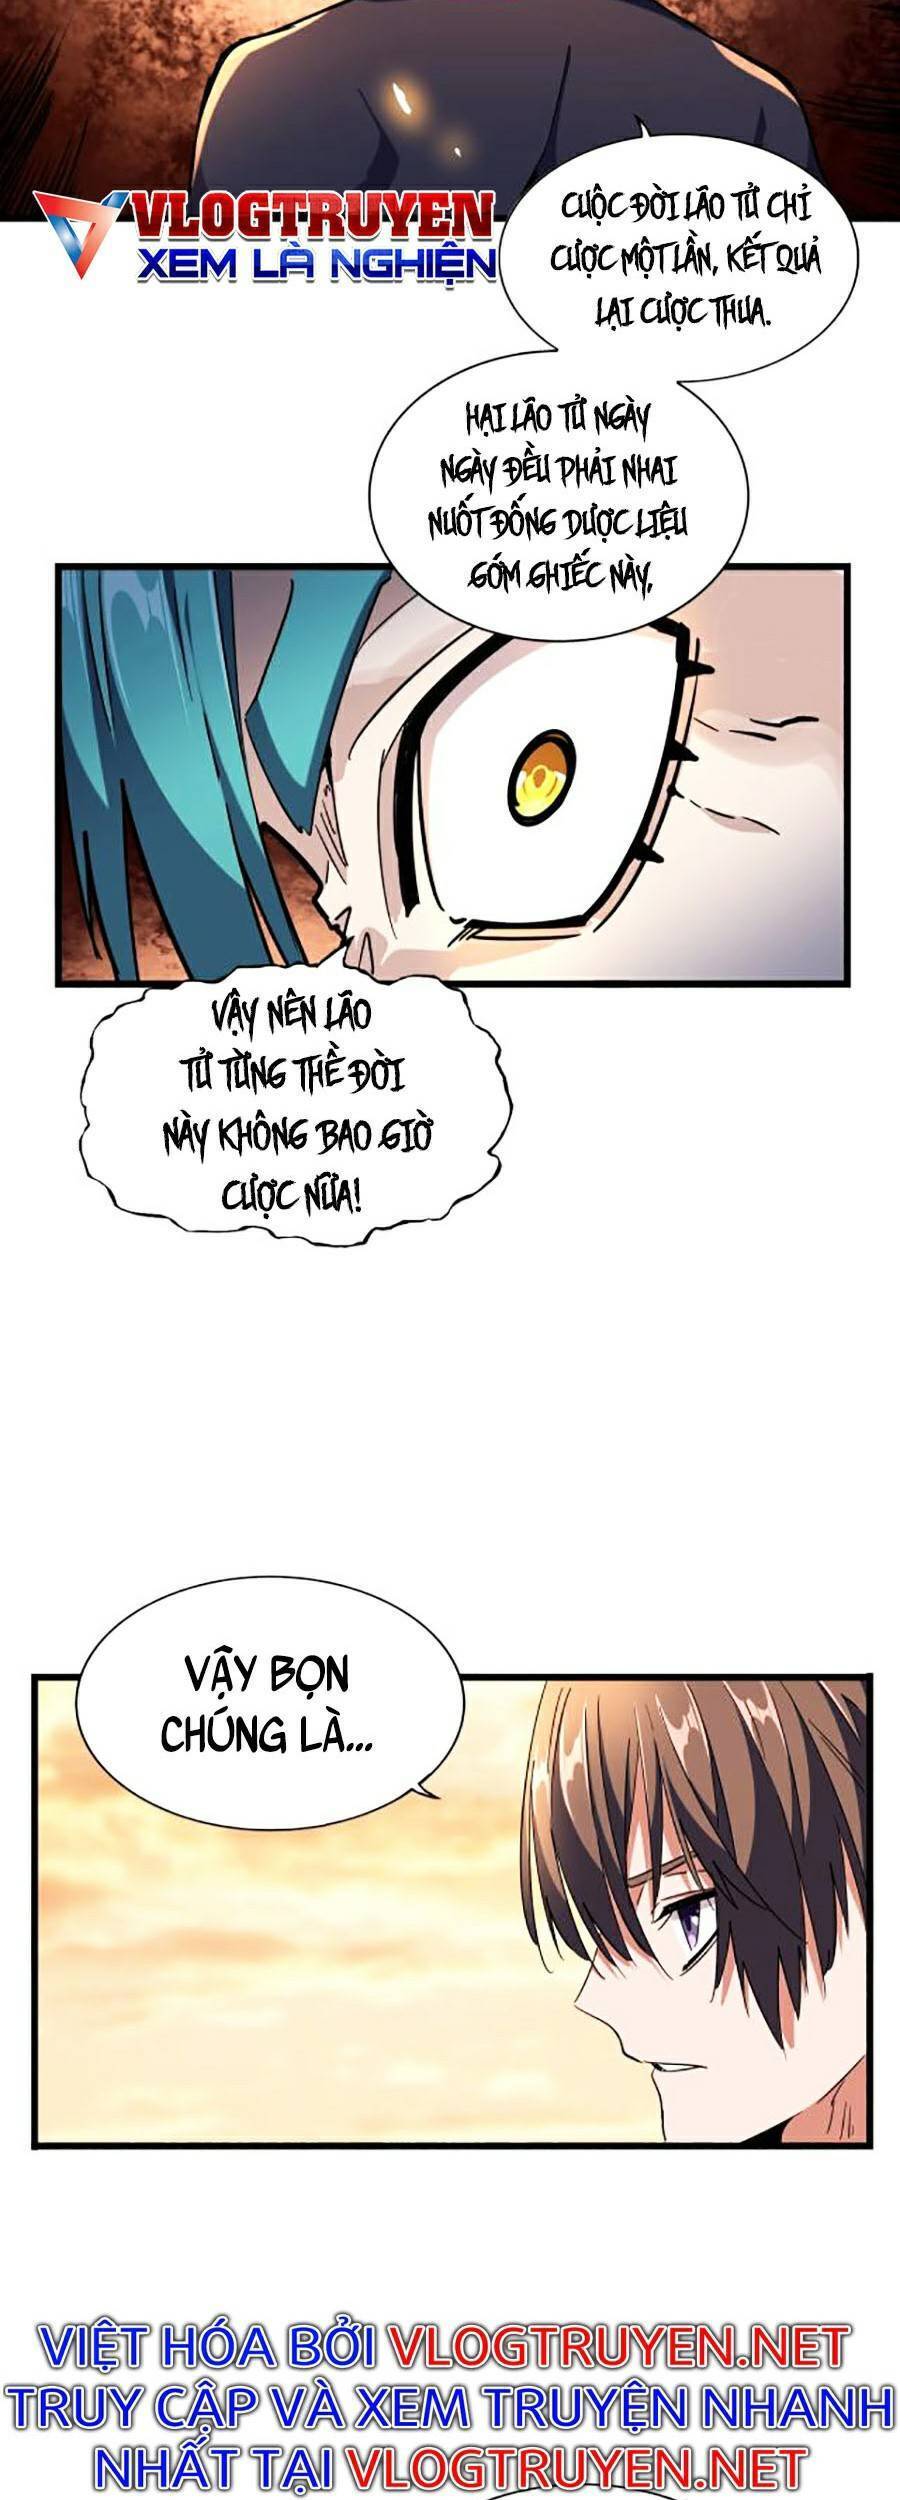 VLOGTRUYEN
XEM LÀ NGHIỆN
CUỘC ĐỜI LÃO TỬ CHỈ
CƯỢC MỘT LẦN, KẾT QUẢ
LẠI CƯỢC THUA.
HẠI LÃO TỬ NGÀY
NGÀY ĐỀU PHẢI NHAI
NUỐT ĐỐNG DƯỢC LIỆU
GỚM GHIẾC NÀY,
VẬY NÊN LÃO
TỬ TỪNG THỀ ĐỜI
NÀY KHÔNG BAO GIỜ
CƯỢC NỮA!
VẬY BỌN
CHÚNG LÀ...
VIỆT HÓA BỞI VLOGTRUYEN.NET
TRUY CẬP VÀ XEM TRUYỆN NHANH
NHẤT TẠI VLOGTRUYEN.NET